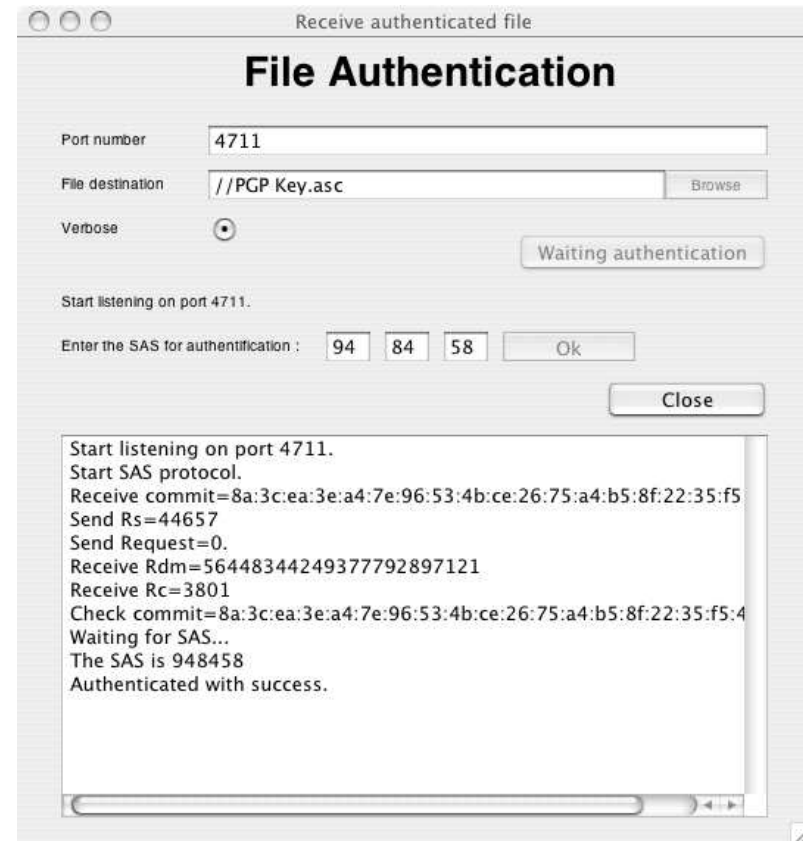 Receive authenticated file
File Authentication
Port number 4711
File destination //PGP Key.asc Browse
Verbose
Waiting authentication
Start listening on port 4711.
Enter the SAS for authentification : 94 84 58 Ok
Close
Start listening on port 4711.
Start SAS protocol.
Receive commit=8a:3c:ea:3e:a4:7e:96:53:4b:ce:26:75:a4:b5:8f:22:35:f5
Send Rs=44657
Send Request=0.
Receive Rdm=56448344249377792897121
Receive Rc=3801
Check commit=8a:3c:ea:3e:a4:7e:96:53:4b:ce:26:75:a4:b5:8f:22:35:f5:4
Waiting for SAS...
The SAS is 948458
Authenticated with success.